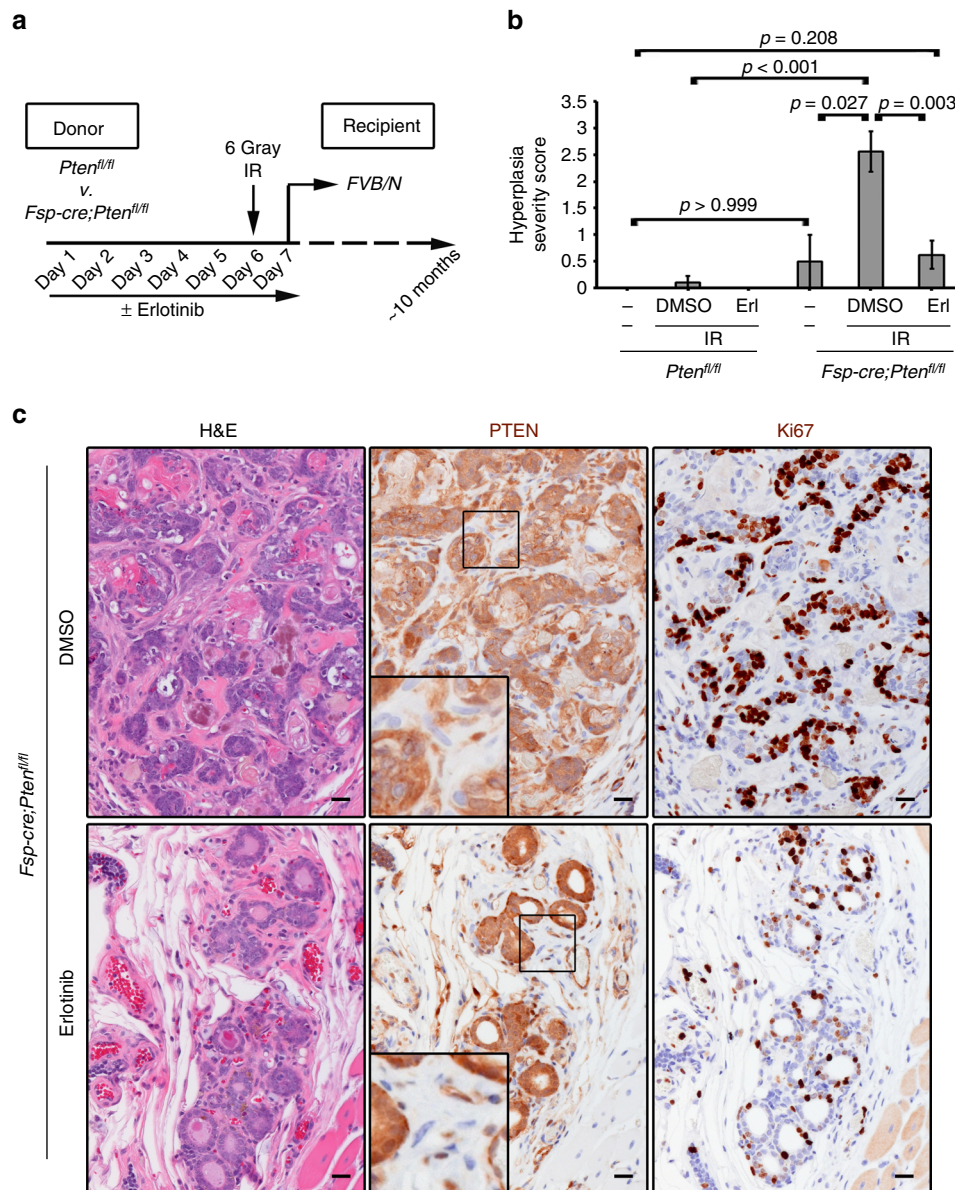 a
Donor
Recipient
Pten^fl/fl
v.
Fsp-cre;Pten^fl/fl
6 Gray
IR
FVB/N
Day 1
Day 2
Day 3
Day 4
Day 5
Day 6
Day 7
~10 months
± Erlotinib
b
p = 0.208
p < 0.001
p = 0.027
p = 0.003
p > 0.999
Hyperplasia
severity score
3.5
3
2.5
2
1.5
1
0.5
0
– DMSO Erl – DMSO Erl
– IR – IR
Pten^fl/fl Fsp-cre;Pten^fl/fl
c
H&E PTEN Ki67
Fsp-cre;Pten^fl/fl
DMSO
Erlotinib